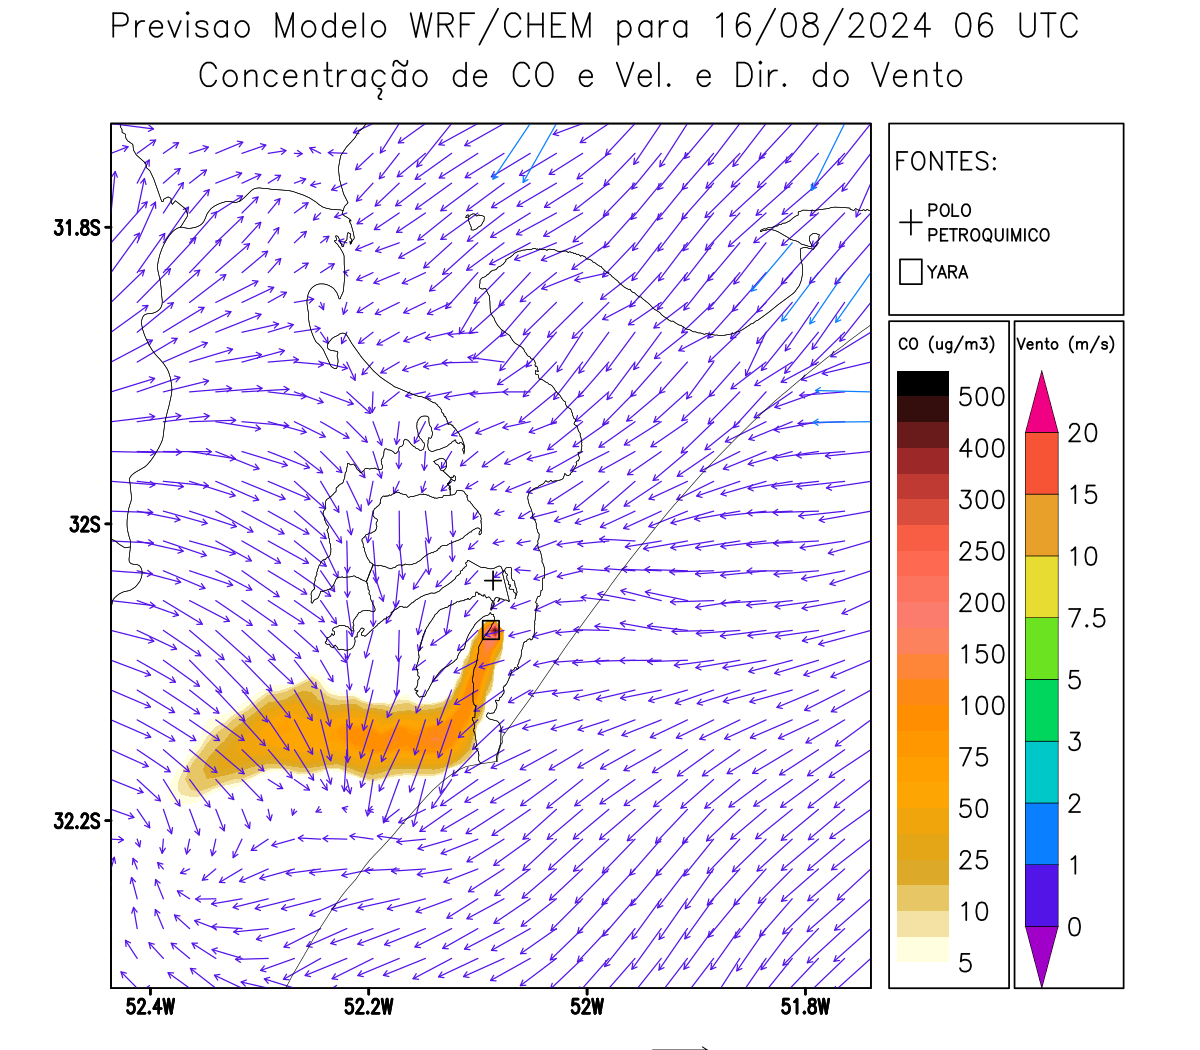 Previsao Modelo WRF/CHEM para 16/08/2024 06 UTC
Concentração de CO e Vel. e Dir. do Vento
FONTES:
POLO
PETROQUIMICO
YARA
CO (ug/m3)
500
400
300
250
200
150
100
75
50
25
10
5
Vento (m/s)
20
15
10
7.5
5
3
2
1
0
31.8S
32S
32.2S
52.4W
52.2W
52W
51.8W